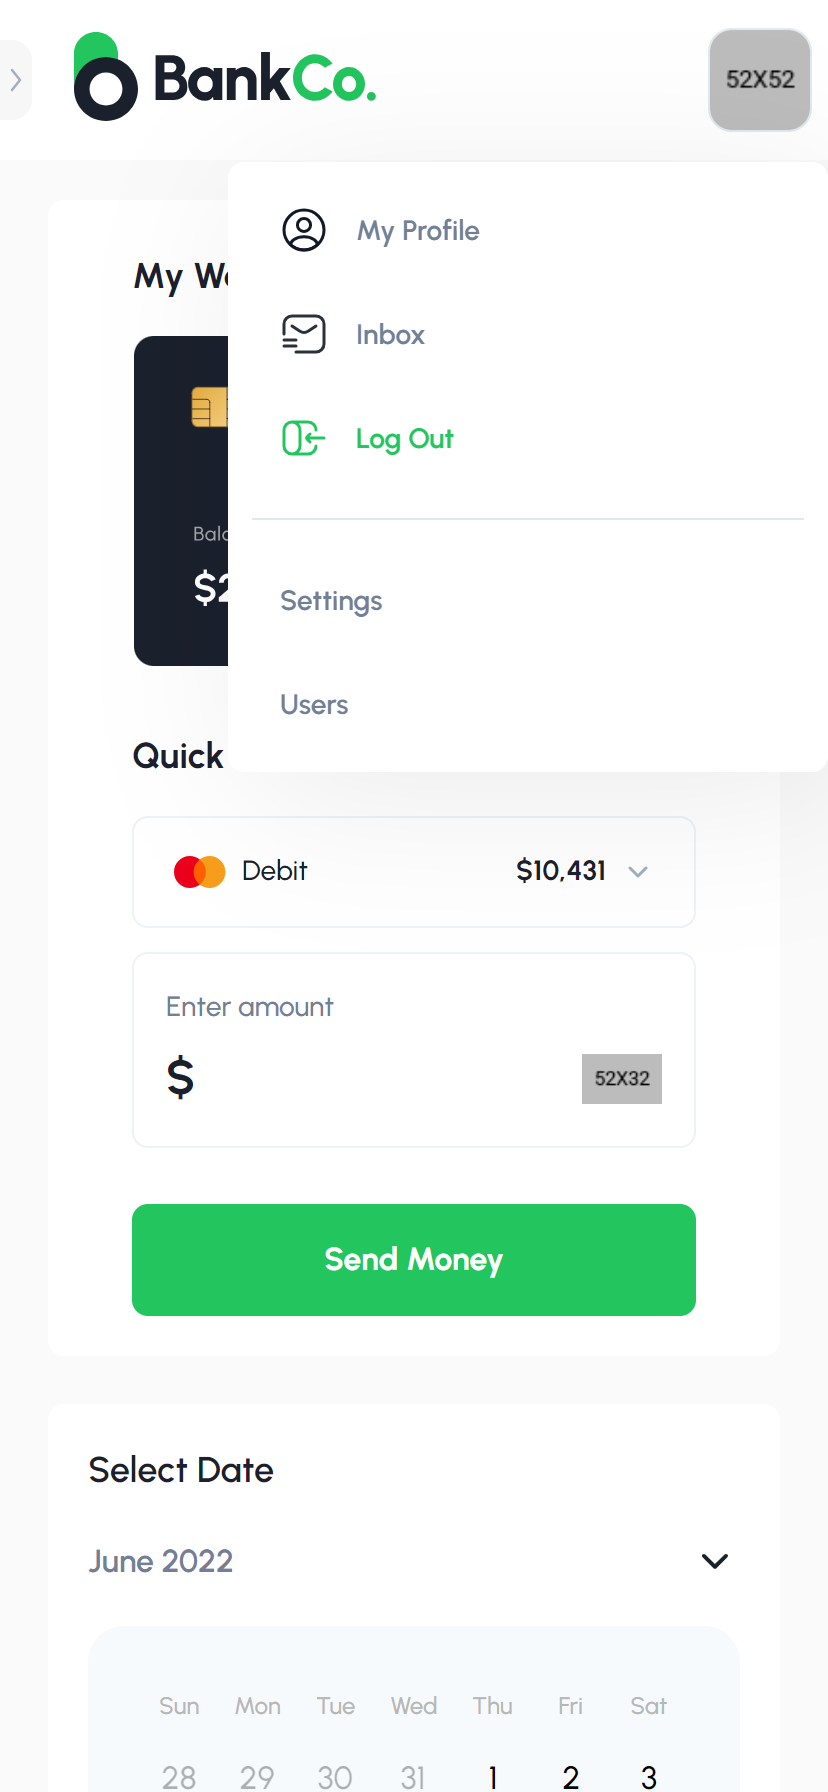 BankCo.
52X52
My Profile
Inbox
Log Out
Settings
Users
My
$2
Quick
Debit $10,431
Enter amount
$
52X32
Send Money
Select Date
June 2022
Sun Mon Tue Wed Thu Fri Sat
28 29 30 31 1 2 3